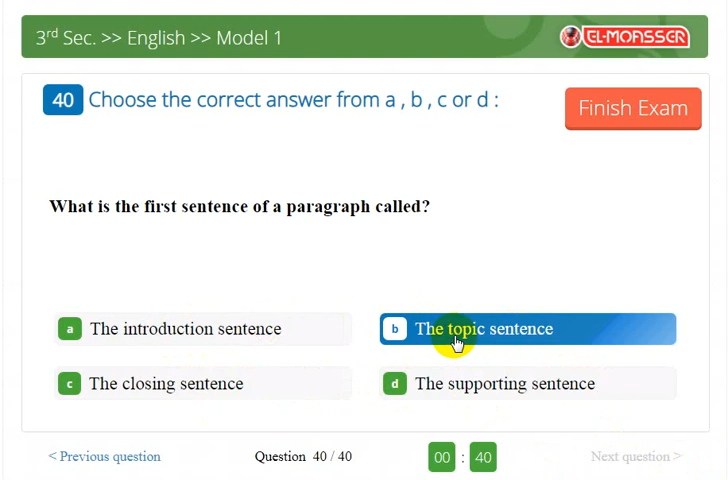 3rd Sec. >> English >> Model 1
EL-MOASSER
40 Choose the correct answer from a , b , c or d :
Finish Exam
What is the first sentence of a paragraph called?
a The introduction sentence
b The topic sentence
c The closing sentence
d The supporting sentence
< Previous question
Question 40 / 40
00 : 40
Next question >